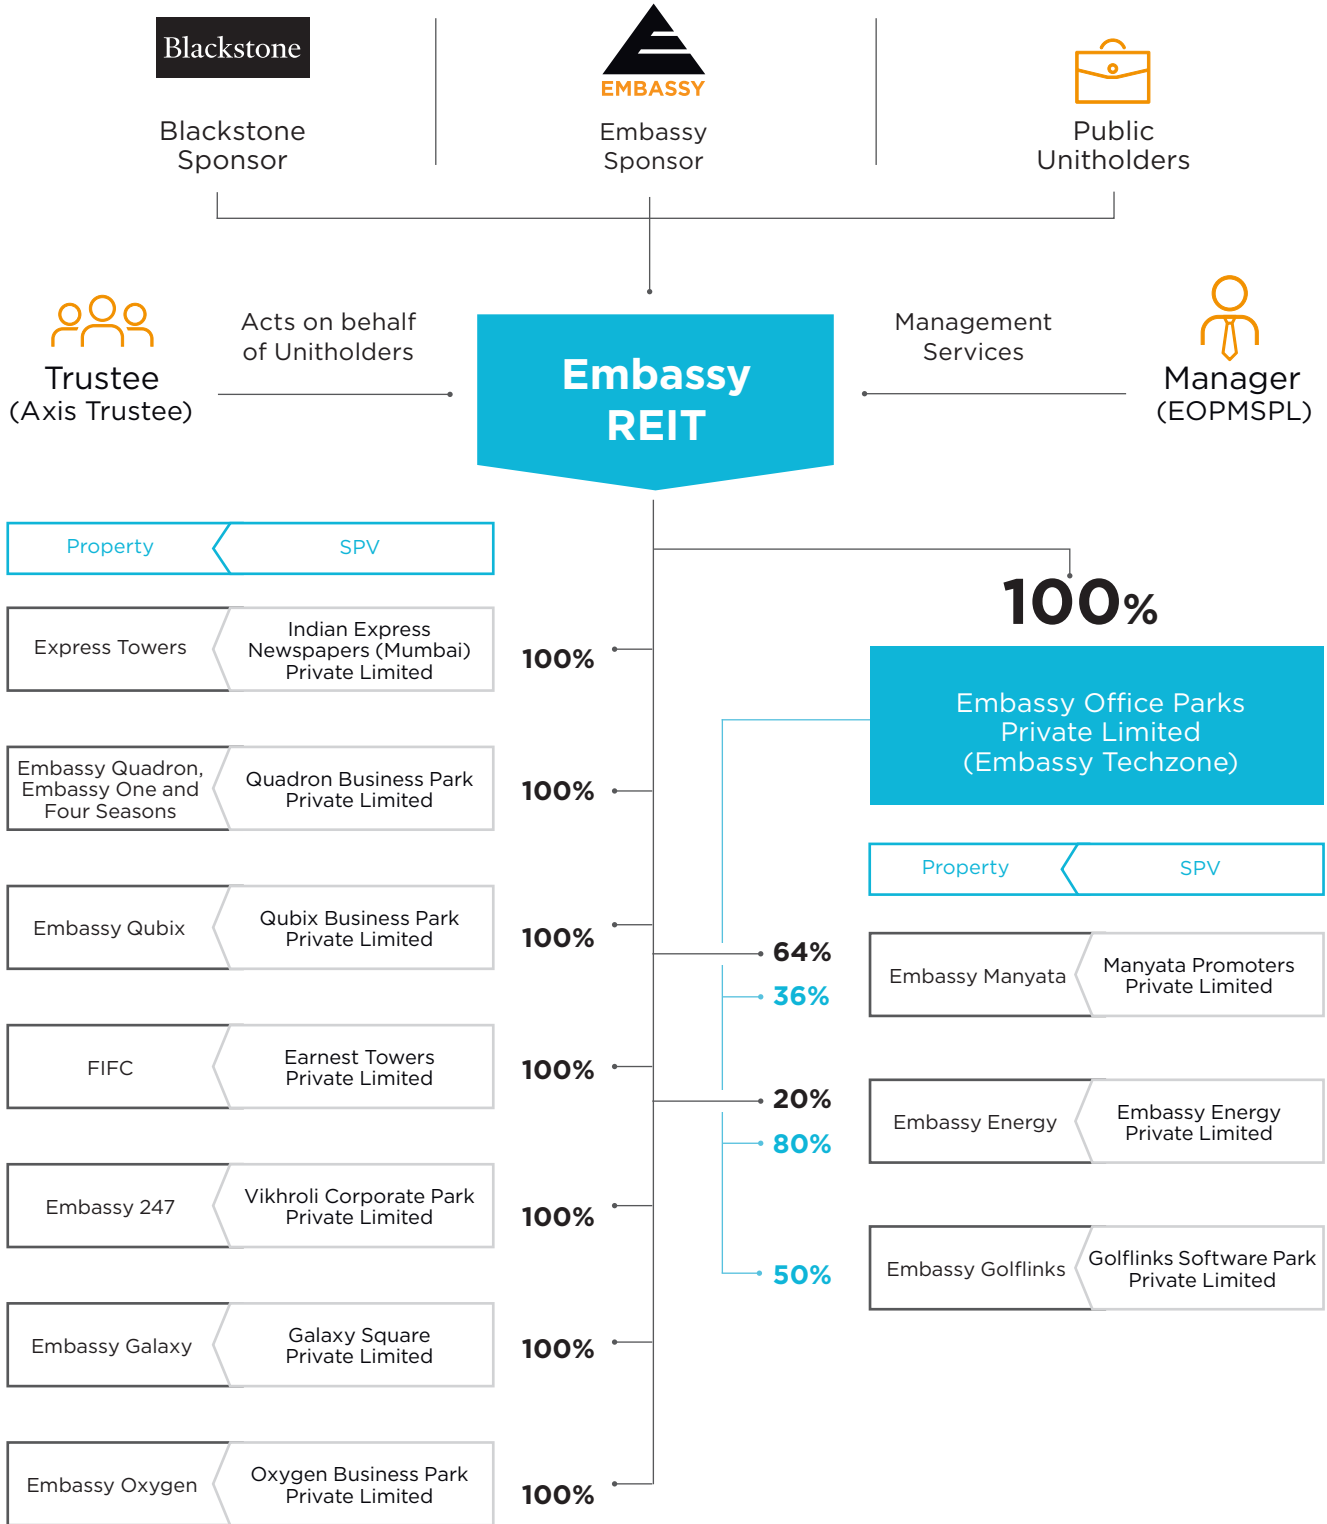 Blackstone
EMBASSY
Blackstone
Sponsor
Embassy
Sponsor
Public
Unitholders
Trustee
(Axis Trustee)
Acts on behalf
of Unitholders
Embassy
REIT
Management
Services
Manager
(EOPMSPL)
Property
SPV
Express Towers
Indian Express
Newspapers (Mumbai)
Private Limited
100%
Embassy Quadron,
Embassy One and
Four Seasons
Quadron Business Park
Private Limited
100%
Embassy Qubix
Qubix Business Park
Private Limited
100%
FIFC
Earnest Towers
Private Limited
100%
Embassy 247
Vikhroli Corporate Park
Private Limited
100%
Embassy Galaxy
Galaxy Square
Private Limited
100%
Embassy Oxygen
Oxygen Business Park
Private Limited
100%
100%
Embassy Office Parks
Private Limited
(Embassy Techzone)
Property
SPV
64%
36%
Embassy Manyata
Manyata Promoters
Private Limited
20%
80%
Embassy Energy
Embassy Energy
Private Limited
50%
Embassy Golflinks
Golflinks Software Park
Private Limited